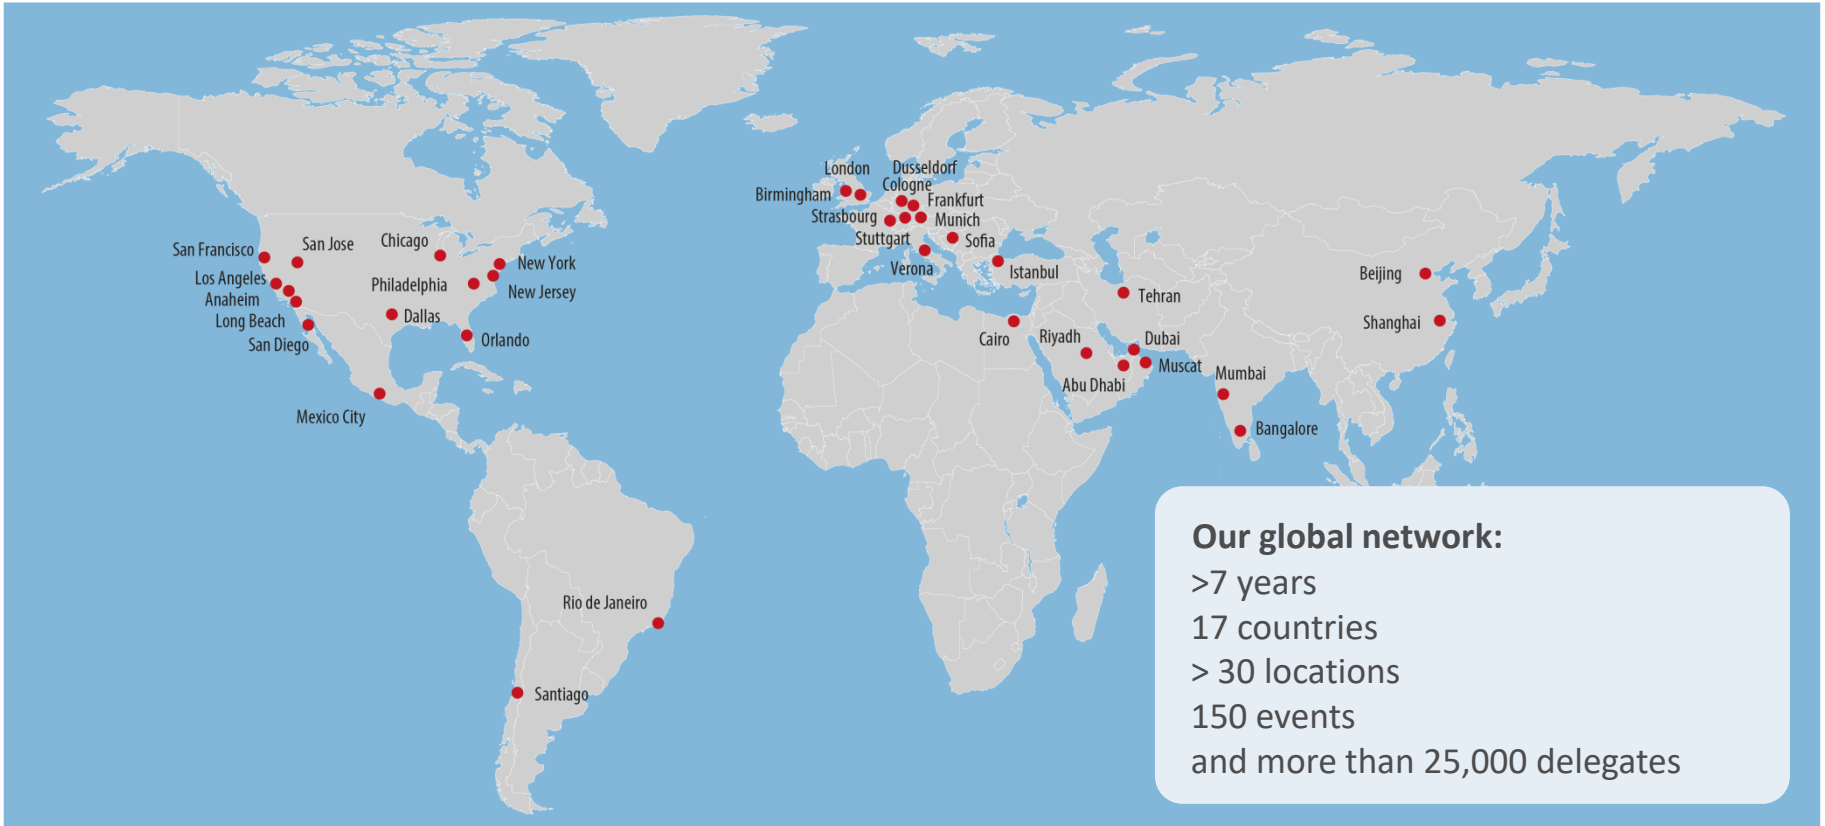 London
Dusseldorf
Cologne
Birmingham
Frankfurt
Strasbourg
Munich
Stuttgart
Sofia
Verona
Istanbul
San Francisco
San Jose
Chicago
New York
Los Angeles
Philadelphia
New Jersey
Anaheim
Long Beach
Dallas
San Diego
Orlando
Mexico City
Beijing
Tehran
Shanghai
Cairo
Riyadh
Dubai
Muscat
Abu Dhabi
Mumbai
Bangalore
Rio de Janeiro
Santiago
Our global network:
>7 years
17 countries
> 30 locations
150 events
and more than 25,000 delegates